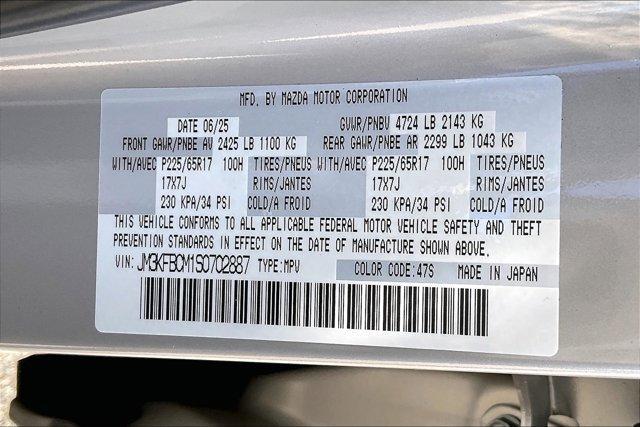 MFD. BY MAZDA MOTOR CORPORATION
DATE 06/25 GVWR/PNBV 4724 LB 2143 KG
FRONT GAWR/PNBE AV 2425 LB 1100 KG REAR GAWR/PNBE AR 2299 LB 1043 KG
WITH/AVEC P225/65R17 100H TIRES/PNEUS WITH/AVEC P225/65R17 100H TIRES/PNEUS
17X7J RIMS/JANTES 17X7J RIMS/JANTES
230 KPA/34 PSI COLD/A FROID 230 KPA/34 PSI COLD/A FROID
THIS VEHICLE CONFORMS TO ALL APPLICABLE FEDERAL MOTOR VEHICLE SAFETY AND THEFT
PREVENTION STANDARDS IN EFFECT ON THE DATE OF MANUFACTURE SHOWN ABOVE.
VIN: JM3KFBCM1S0702887 TYPE:MPV COLOR CODE:47S MADE IN JAPAN